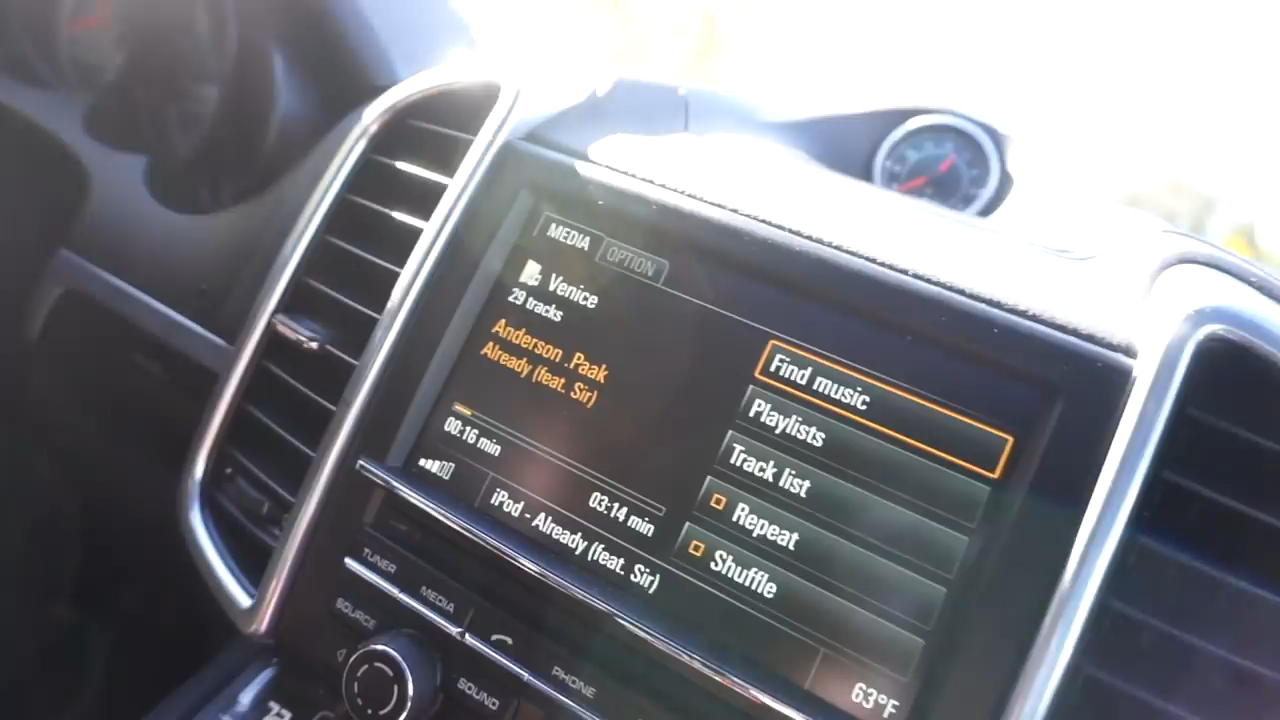 MEDIA
OPTION
Venice
29 tracks
Anderson .Paak
Already (feat. Sir)
00:16 min
03:14 min
iPod - Already (feat. Sir)
Find music
Playlists
Track list
Repeat
Shuffle
63°F
TUNER
MEDIA
SOURCE
SOUND
PHONE